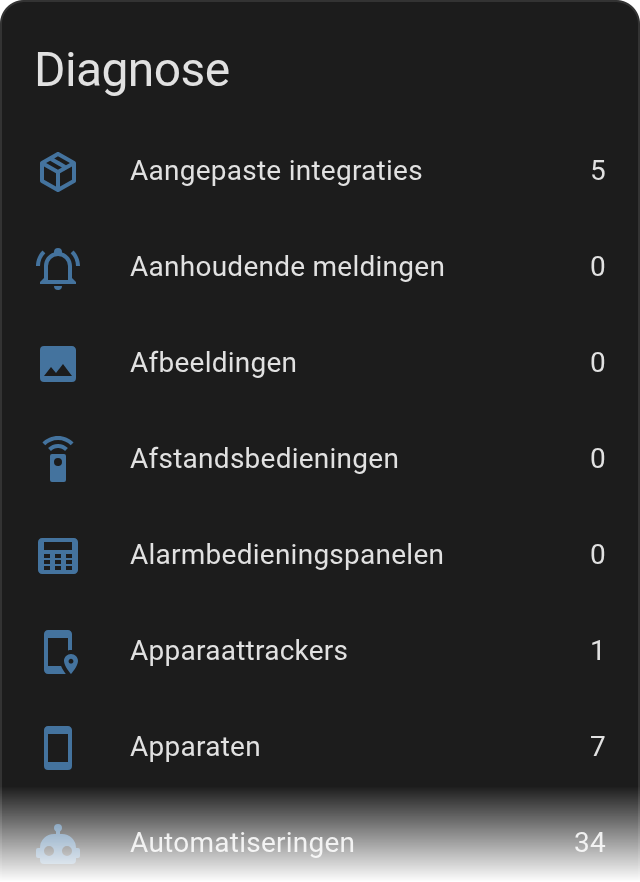 Diagnose
Aangepaste integraties 5
Aanhoudende meldingen 0
Afbeeldingen 0
Afstandsbedieningen 0
Alarmbedieningspanelen 0
Apparaattrackers 1
Apparaten 7
Automatiseringen 34